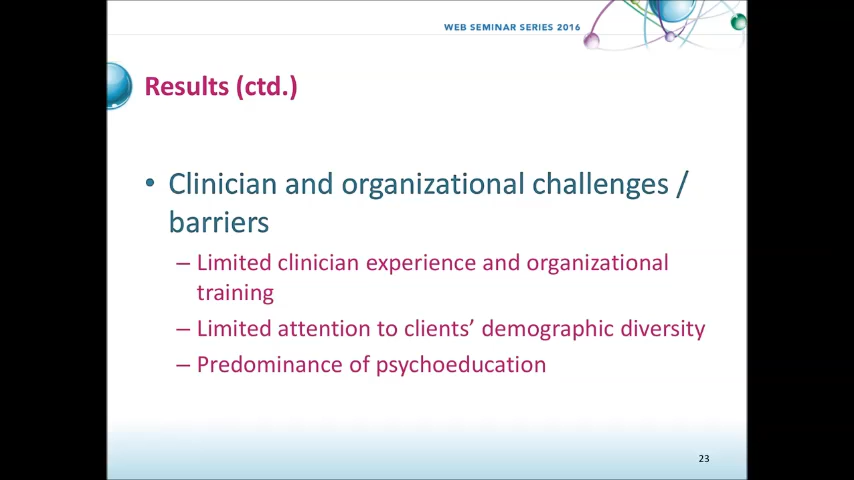 WEB SEMINAR SERIES 2016
Results (ctd.)
• Clinician and organizational challenges /
barriers
– Limited clinician experience and organizational
training
– Limited attention to clients’ demographic diversity
– Predominance of psychoeducation
23